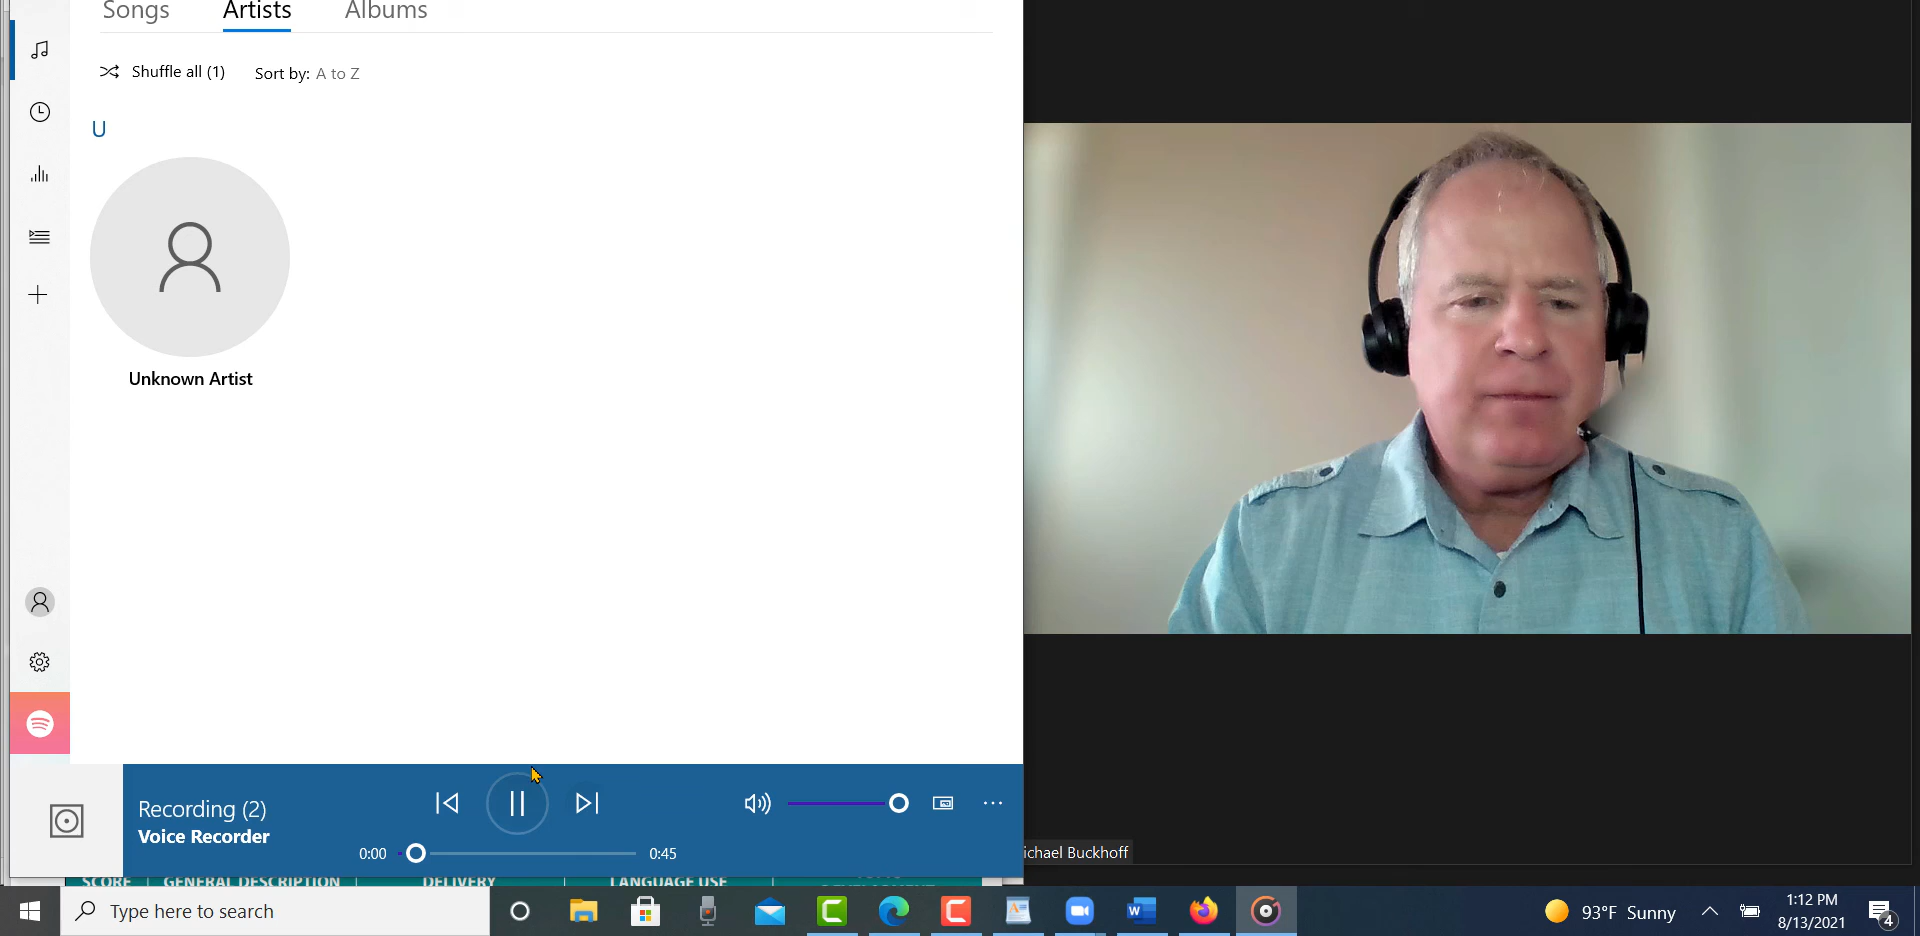 Songs Artists Albums
Shuffle all (1) Sort by: A to Z
U
Unknown Artist
Recording (2)
Voice Recorder
0:00 0:45
ichael Buckhoff
SCORE GENERAL DESCRIPTION DELIVERY LANGUAGE USE
Type here to search
93°F Sunny
1:12 PM
8/13/2021
4